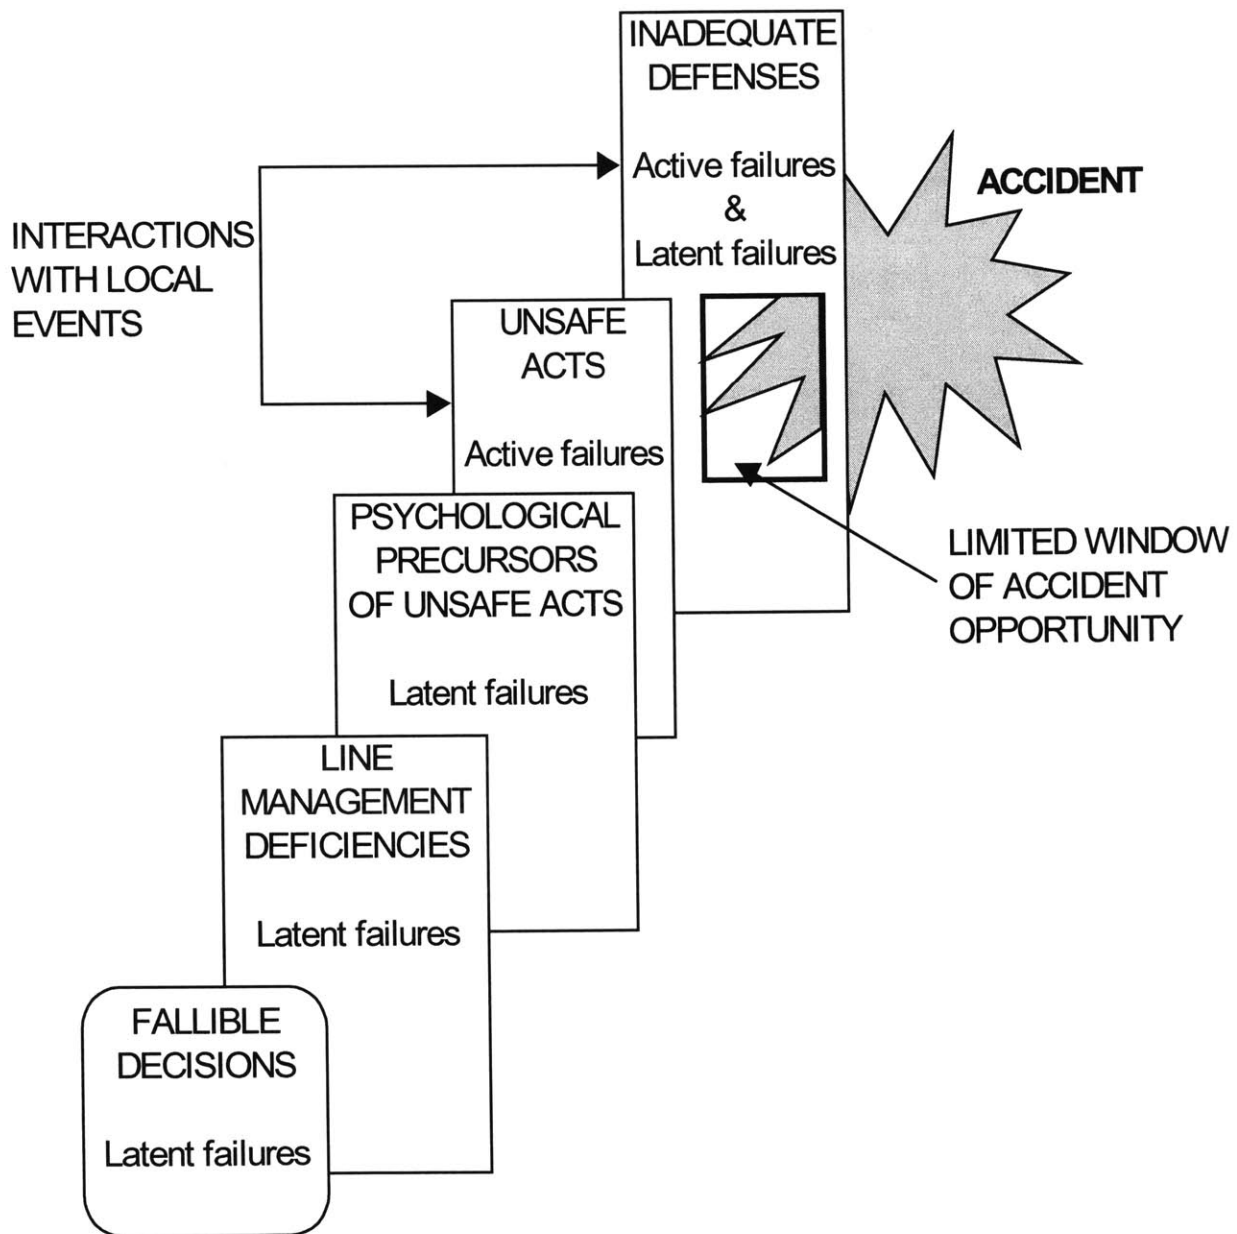 INADEQUATE
DEFENSES
Active failures
&
Latent failures
ACCIDENT
INTERACTIONS
WITH LOCAL
EVENTS
UNSAFE
ACTS
Active failures
PSYCHOLOGICAL
PRECURSORS
OF UNSAFE ACTS
Latent failures
LIMITED WINDOW
OF ACCIDENT
OPPORTUNITY
LINE
MANAGEMENT
DEFICIENCIES
Latent failures
FALLIBLE
DECISIONS
Latent failures